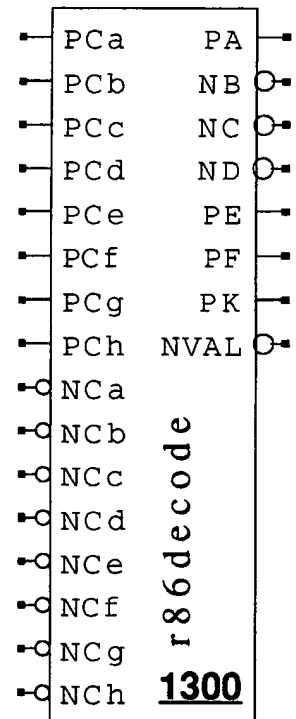 PCa PA
PCb NB
PCc NC
PCd ND
PCe PE
PCf PF
PCg PK
PCh NVAL
NCa
NCb
NCc
NCd
NCe
NCf
NCg
NCh
r86decode
1300